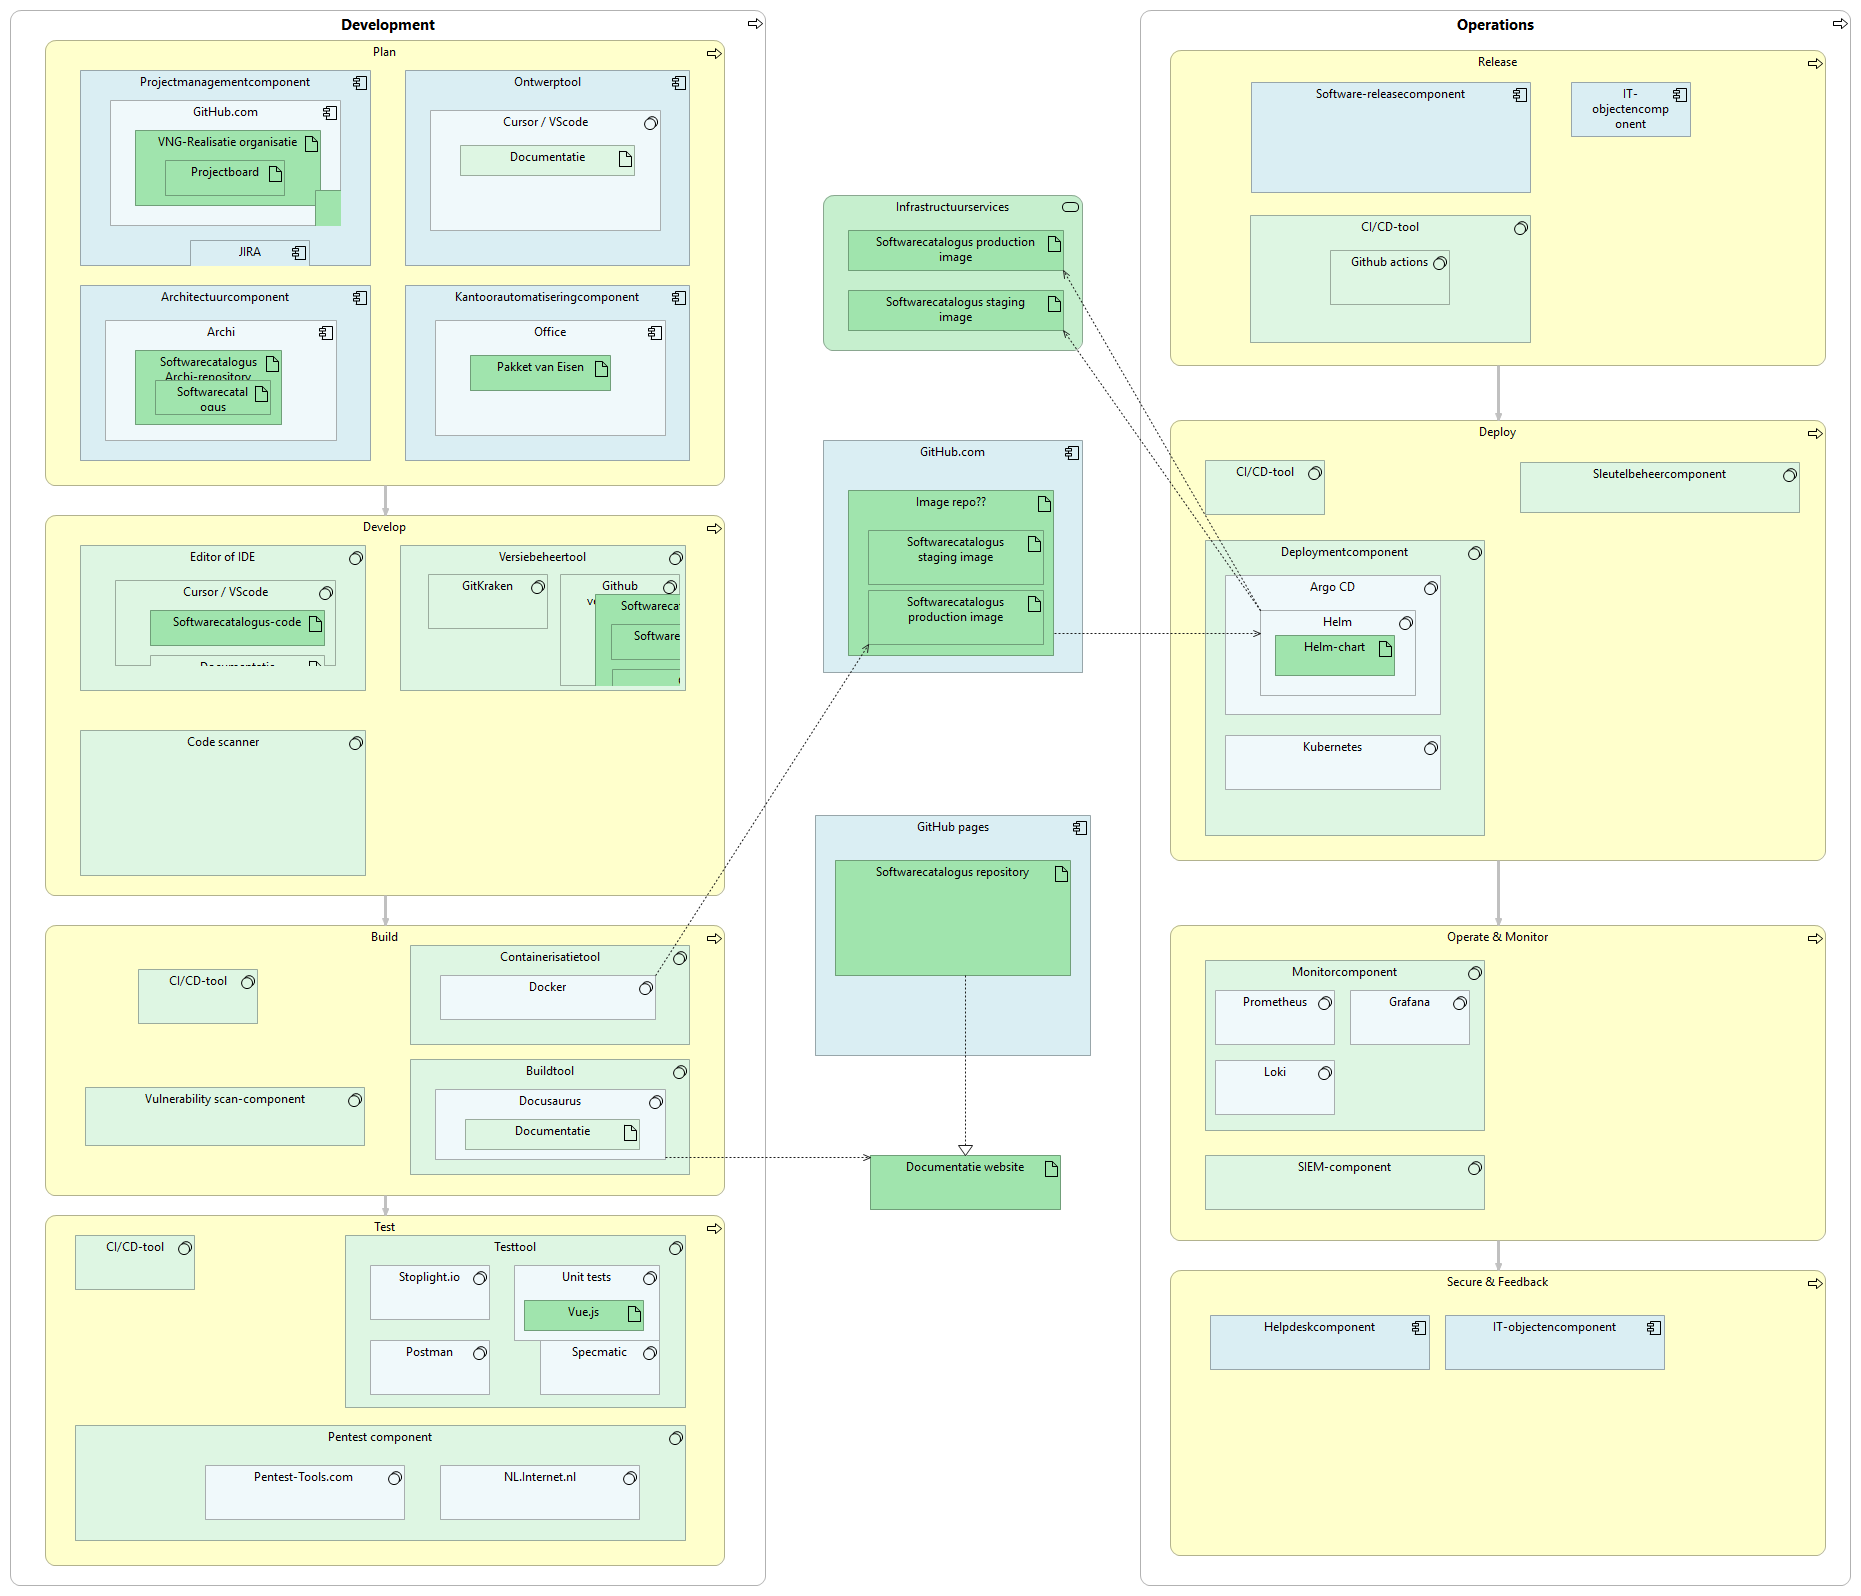 Development
Plan
Projectmanagementcomponent
GitHub.com
VNG-Realisatie organisatie
Projectboard
JIRA
Ontwerptool
Cursor / VScode
Documentatie
Architectuurcomponent
Archi
Softwarecatalogus
Archi-repository
Softwarecatal
ogus
Kantoorautomatiseringcomponent
Office
Pakket van Eisen
Develop
Editor of IDE
Cursor / VScode
Softwarecatalogus-code
Documentatie
Versiebeheertool
GitKraken
Github
Softwareca
Software
Code scanner
Build
CI/CD-tool
Containerisatietool
Docker
Vulnerability scan-component
Buildtool
Docusaurus
Documentatie
Test
CI/CD-tool
Testtool
Stoplight.io
Unit tests
Vue.js
Postman
Specmatic
Pentest component
Pentest-Tools.com
NL.Internet.nl
Infrastructuurservices
Softwarecatalogus production
image
Softwarecatalogus staging
image
GitHub.com
Image repo??
Softwarecatalogus
staging image
Softwarecatalogus
production image
GitHub pages
Softwarecatalogus repository
Documentatie website
Operations
Release
Software-releasecomponent
IT-
objectencomp
onent
CI/CD-tool
Github actions
Deploy
CI/CD-tool
Sleutelbeheercomponent
Deploymentcomponent
Argo CD
Helm
Helm-chart
Kubernetes
Operate & Monitor
Monitorcomponent
Prometheus
Grafana
Loki
SIEM-component
Secure & Feedback
Helpdeskcomponent
IT-objectencomponent